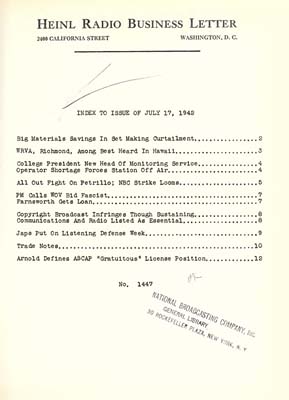 HEINL RADIO BUSINESS LETTER
2400 CALIFORNIA STREET WASHINGTON, D. C.
INDEX TO ISSUE OF JULY 17, 1942
Big Materials Savings In Set Making Curtailment..................2
WRVA, Richmond, Among Best Heard In Hawaii.......................3
College President New Head Of Monitoring Service.................4
Operator Shortage Forces Station Off Air.........................4
All Out Fight On Petrillo; NBC Strike Looms......................5
PM Calls WOV Bid Fascist.........................................7
Farnsworth Gets Loan.............................................7
Copyright Broadcast Infringes Though Sustaining..................8
Communications And Radio Listed As Essential.....................8
Japs Put On Listening Defense Week...............................9
Trade Notes......................................................10
Arnold Defines ASCAP "Gratuitous" License Position...............12
No. 1447
NATIONAL BROADCASTING COMPANY, INC.
GENERAL LIBRARY
30 ROCKEFELLER PLAZA, NEW YORK, N. Y.